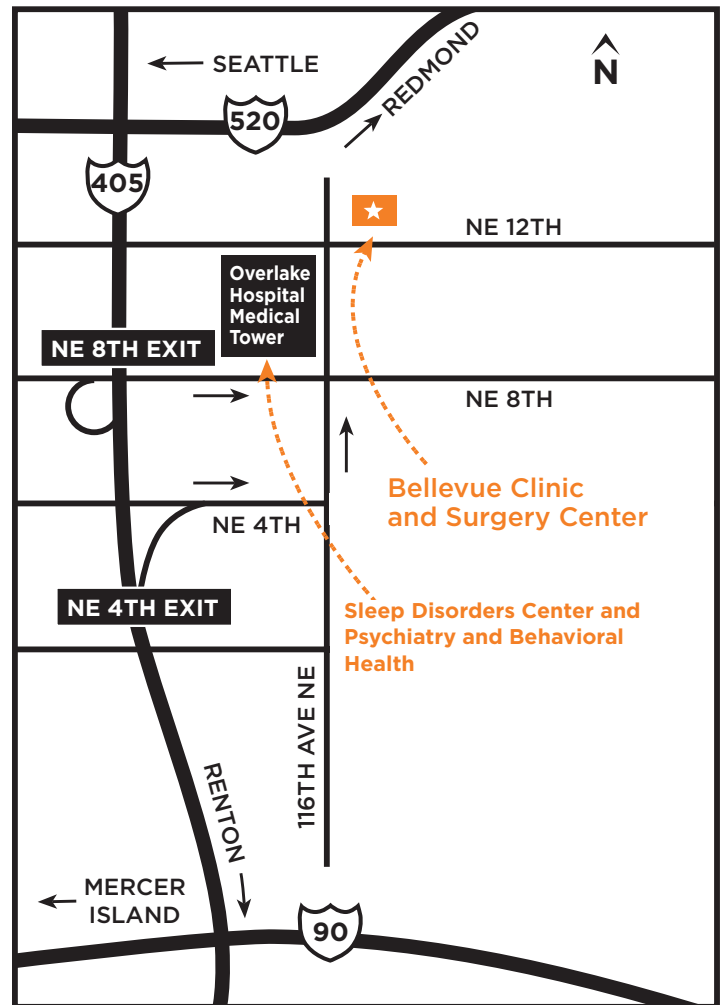 SEATTLE
N
REDMOND
520
405
NE 12TH
Overlake
Hospital
Medical
Tower
NE 8TH EXIT
NE 8TH
Bellevue Clinic
and Surgery Center
NE 4TH
NE 4TH EXIT
Sleep Disorders Center and
Psychiatry and Behavioral
Health
116TH AVE NE
RENTON
MERCER
ISLAND
90